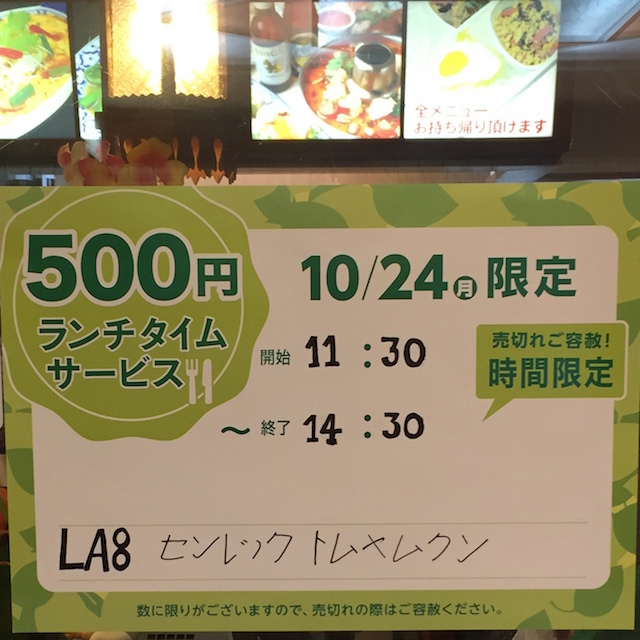 全メニュー
お持ち帰り頂けます
500円
ランチタイム
サービス
10/24月 限定
開始 11:30
売切れご容赦!
時間限定
〜終了 14:30
LA8 センレック トムヤムクン
数に限りがございますので、売切れの際はご容赦ください。